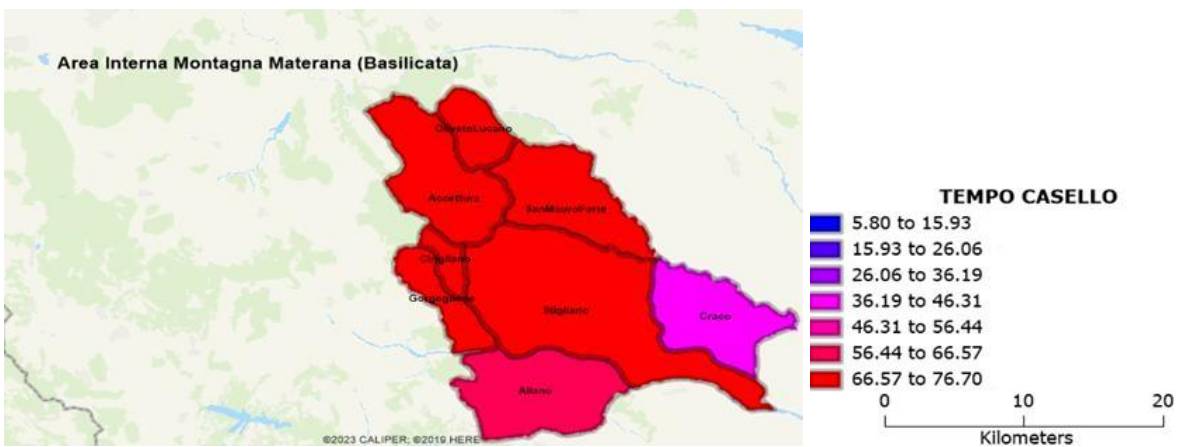 Area Interna Montagna Materana (Basilicata)
OlivetoLucano
Accettura
SanMauroForte
Cirigliano
Gorgoglione
Stigliano
Craco
Aliano
©2023 CALIPER; ©2019 HERE
TEMPO CASELLO
5.80 to 15.93
15.93 to 26.06
26.06 to 36.19
36.19 to 46.31
46.31 to 56.44
56.44 to 66.57
66.57 to 76.70
0 10 20
Kilometers